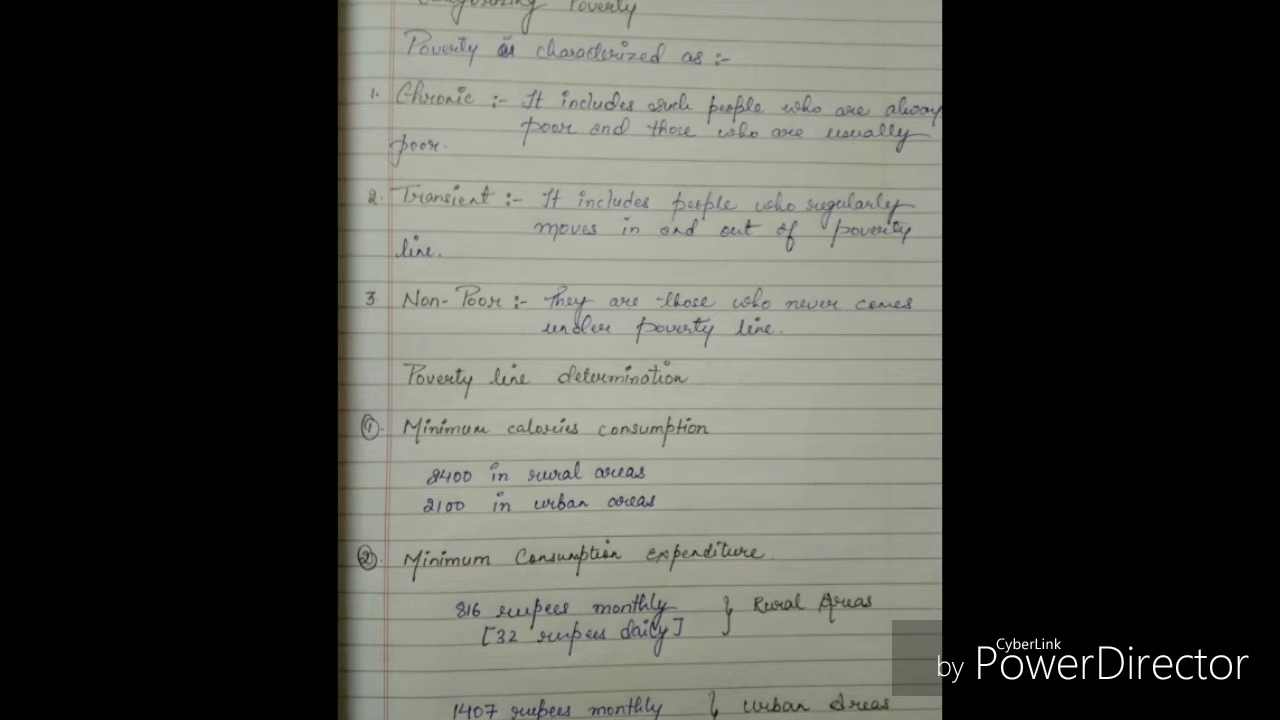 Categorizing Poverty
Poverty is characterized as :-
1. Chronic :- It includes such people who are alway
poor and those who are usually
poor.
2. Transient :- It includes people who regularly
moves in and out of poverty
line.
3. Non-Poor :- They are those who never comes
under poverty line.
Poverty line determination
① Minimum calories consumption
2400 in rural areas
2100 in urban areas
② Minimum Consumption Expenditure.
816 rupees monthly } Rural Areas
[32 rupees daily]
1407 rupees monthly } urban Areas
CyberLink
by PowerDirector